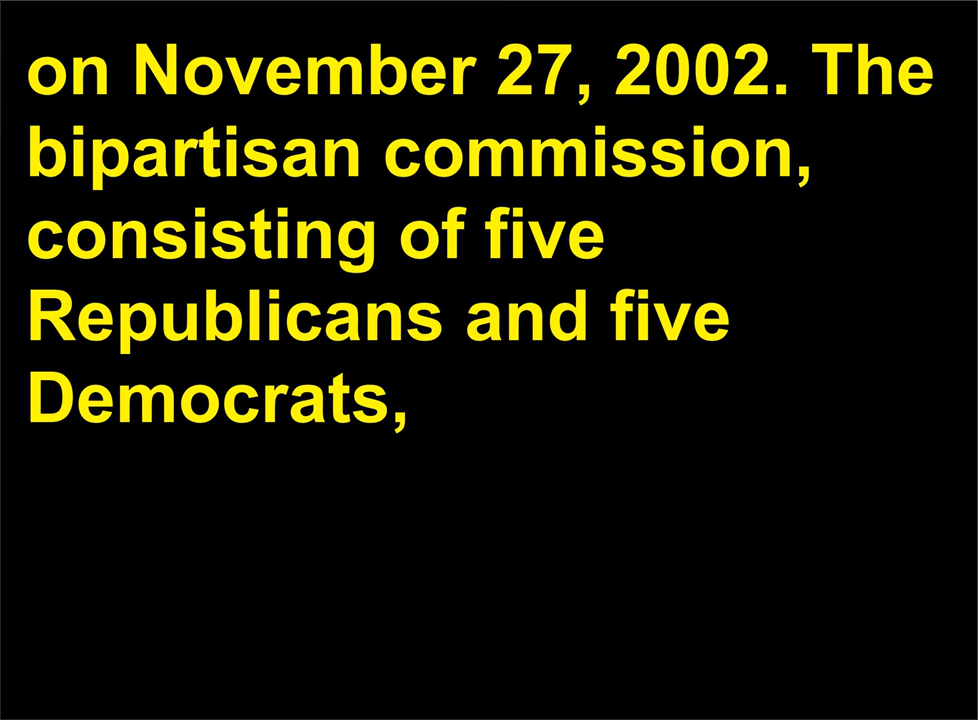 on November 27, 2002. The
bipartisan commission,
consisting of five
Republicans and five
Democrats,